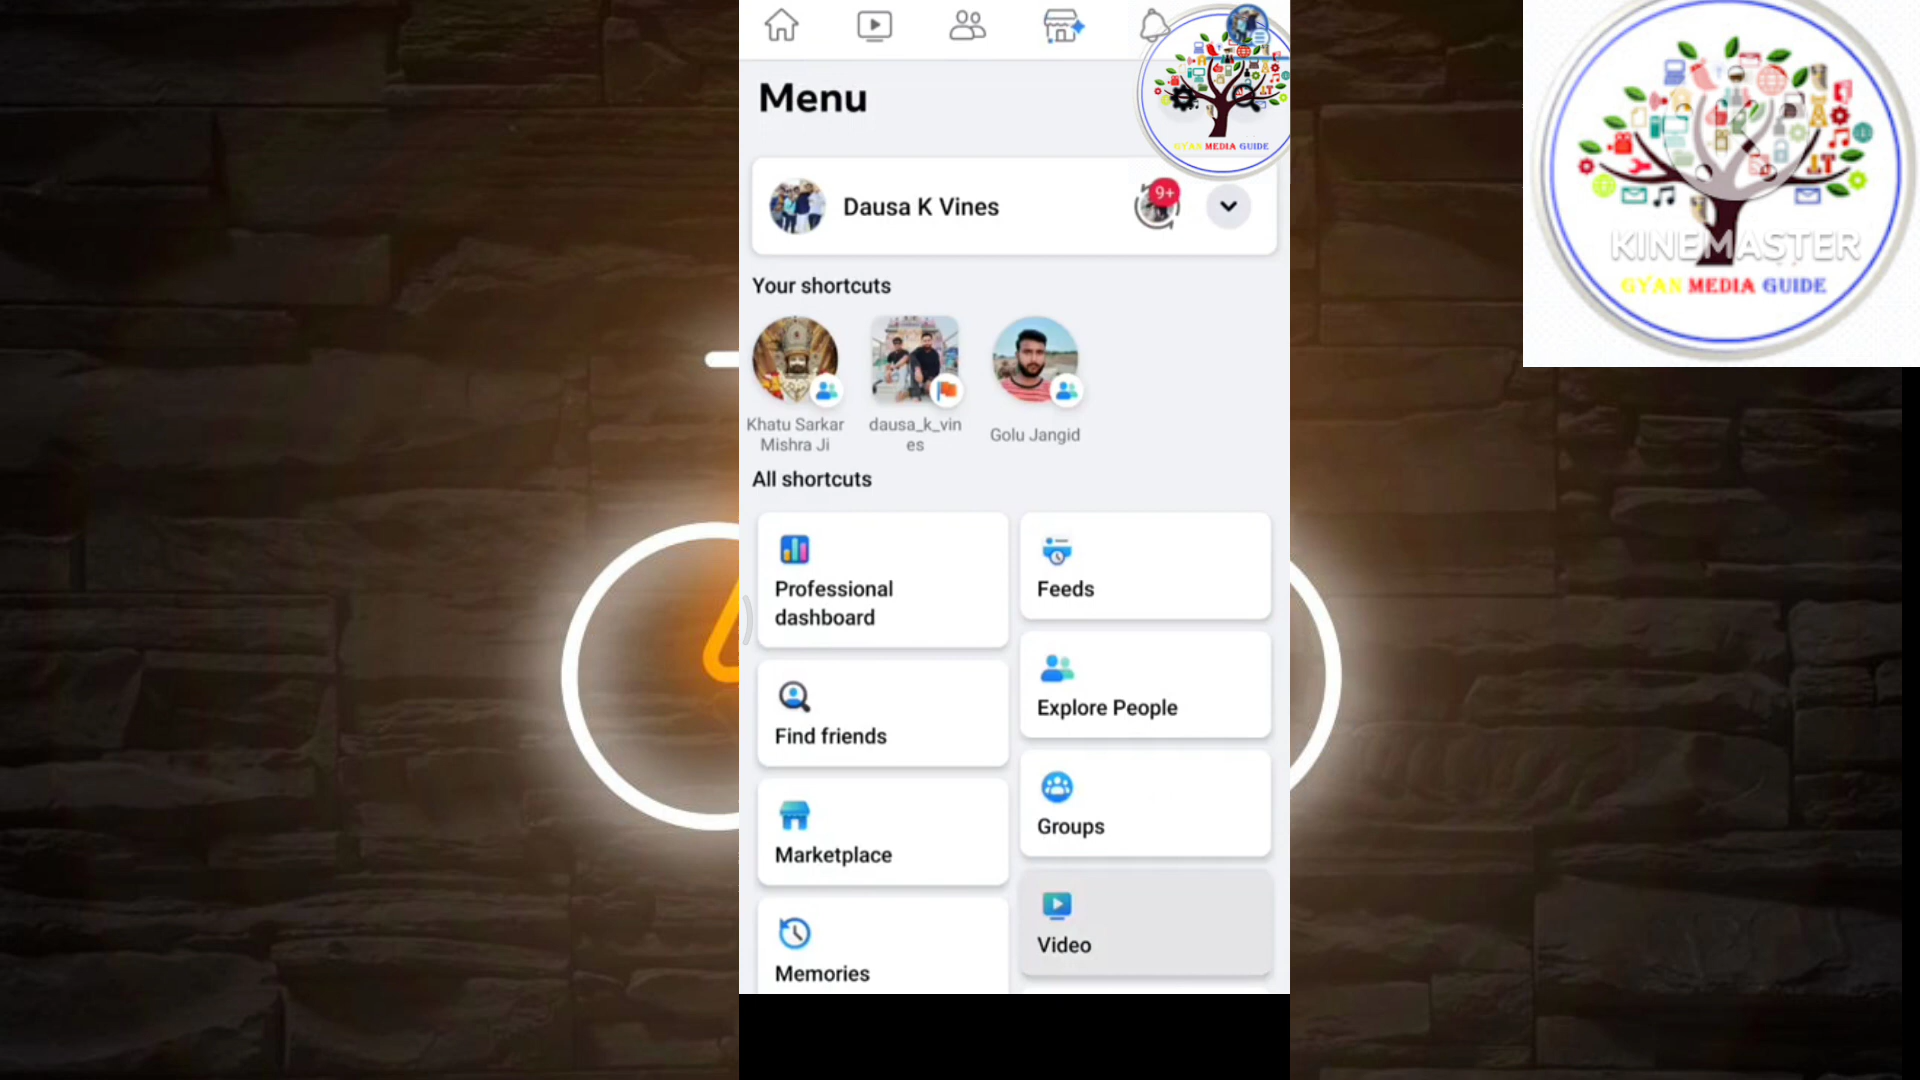 Menu
GYAN MEDIA GUIDE
Dausa K Vines
9+
Your shortcuts
Khatu Sarkar
Mishra Ji
dausa_k_vin
es
Golu Jangid
All shortcuts
Professional
dashboard
Feeds
Find friends
Explore People
Marketplace
Groups
Memories
Video
KINEMASTER
GYAN MEDIA GUIDE